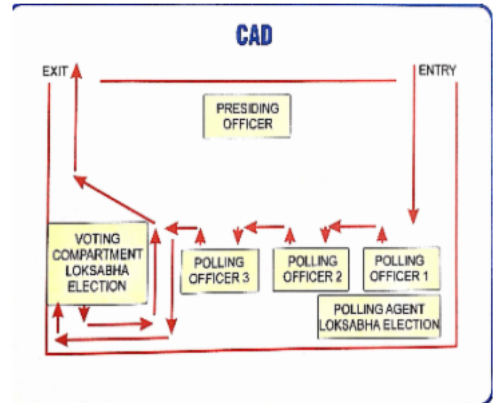 CAD
EXIT
ENTRY
PRESIDING
OFFICER
VOTING
COMPARTMENT
LOKSABHA
ELECTION
POLLING
OFFICER 3
POLLING
OFFICER 2
POLLING
OFFICER 1
POLLING AGENT
LOKSABHA ELECTION